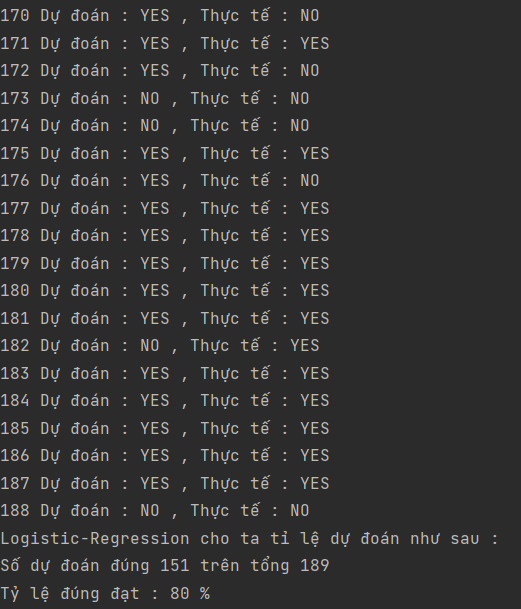 170 Dự đoán : YES , Thực tế : NO
171 Dự đoán : YES , Thực tế : YES
172 Dự đoán : YES , Thực tế : NO
173 Dự đoán : NO , Thực tế : NO
174 Dự đoán : NO , Thực tế : NO
175 Dự đoán : YES , Thực tế : YES
176 Dự đoán : YES , Thực tế : NO
177 Dự đoán : YES , Thực tế : YES
178 Dự đoán : YES , Thực tế : YES
179 Dự đoán : YES , Thực tế : YES
180 Dự đoán : YES , Thực tế : YES
181 Dự đoán : YES , Thực tế : YES
182 Dự đoán : NO , Thực tế : YES
183 Dự đoán : YES , Thực tế : YES
184 Dự đoán : YES , Thực tế : YES
185 Dự đoán : YES , Thực tế : YES
186 Dự đoán : YES , Thực tế : YES
187 Dự đoán : YES , Thực tế : YES
188 Dự đoán : NO , Thực tế : NO
Logistic-Regression cho ta tỉ lệ dự đoán như sau :
Số dự đoán đúng 151 trên tổng 189
Tỷ lệ đúng đạt : 80 %